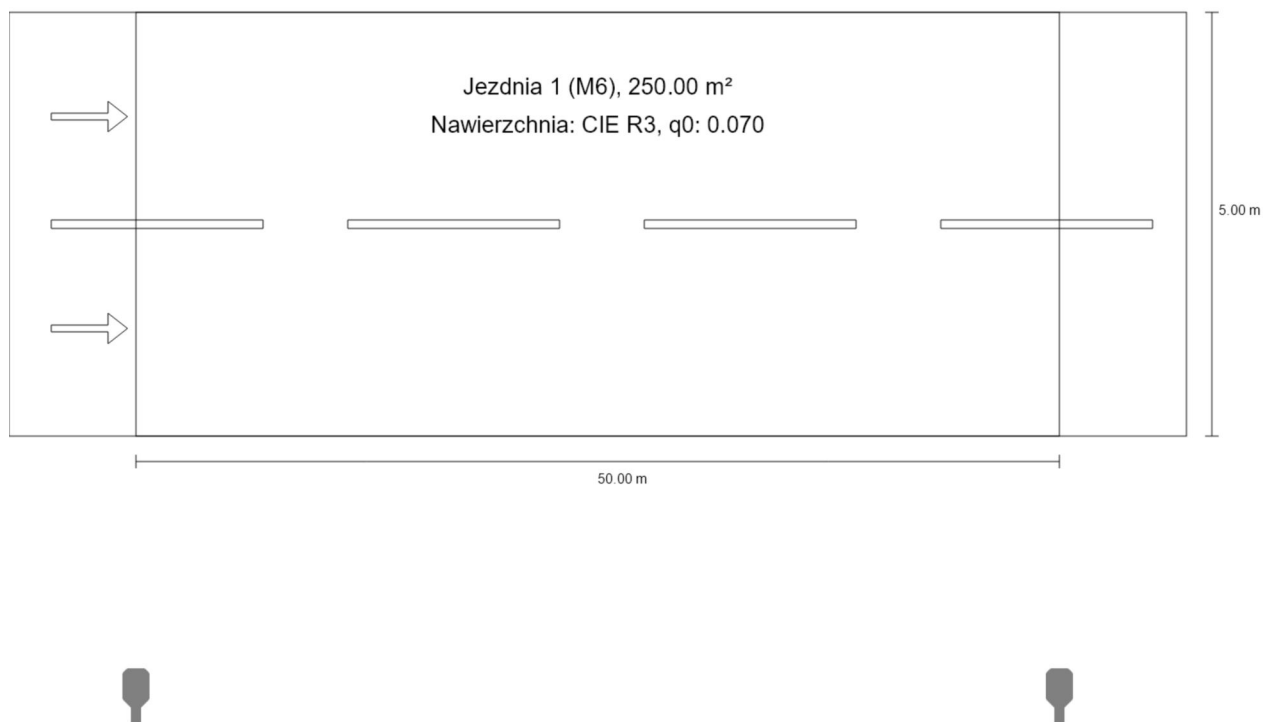 Jezdnia 1 (M6), 250.00 m²
Nawierzchnia: CIE R3, q0: 0.070
5.00 m
50.00 m